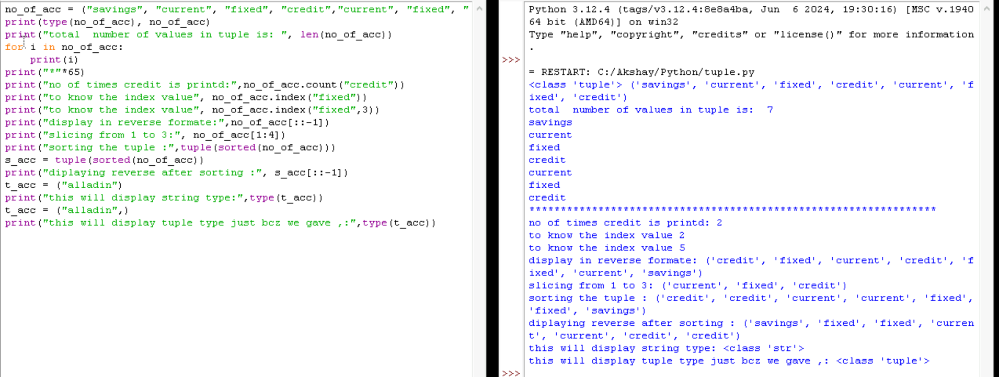 no_of_acc = ("savings", "current", "fixed", "credit","current", "fixed", "
print(type(no_of_acc), no_of_acc)
print("total  number of values in tuple is: ", len(no_of_acc))
for i in no_of_acc:
    print(i)
print("*"*65)
print("no of times credit is printd:",no_of_acc.count("credit"))
print("to know the index value", no_of_acc.index("fixed"))
print("to know the index value", no_of_acc.index("fixed",3))
print("display in reverse formate:",no_of_acc[::-1])
print("slicing from 1 to 3:", no_of_acc[1:4])
print("sorting the tuple :",tuple(sorted(no_of_acc)))
s_acc = tuple(sorted(no_of_acc))
print("diplaying reverse after sorting :", s_acc[::-1])
t_acc = ("alladin")
print("this will display string type:",type(t_acc))
t_acc = ("alladin",)
print("this will display tuple type just bcz we gave ,:",type(t_acc))
Python 3.12.4 (tags/v3.12.4:8e8a4ba, Jun  6 2024, 19:30:16) [MSC v.1940
64 bit (AMD64)] on win32
Type "help", "copyright", "credits" or "license()" for more information
.
>>>
= RESTART: C:/Akshay/Python/tuple.py
<class 'tuple'> ('savings', 'current', 'fixed', 'credit', 'current', 'f
ixed', 'credit')
total  number of values in tuple is:  7
savings
current
fixed
credit
current
fixed
credit
*****************************************************************
no of times credit is printd: 2
to know the index value 2
to know the index value 5
display in reverse formate: ('credit', 'fixed', 'current', 'credit', 'f
ixed', 'current', 'savings')
slicing from 1 to 3: ('current', 'fixed', 'credit')
sorting the tuple : ('credit', 'credit', 'current', 'current', 'fixed',
'fixed', 'savings')
diplaying reverse after sorting : ('savings', 'fixed', 'fixed', 'curren
t', 'current', 'credit', 'credit')
this will display string type: <class 'str'>
this will display tuple type just bcz we gave ,: <class 'tuple'>
>>>